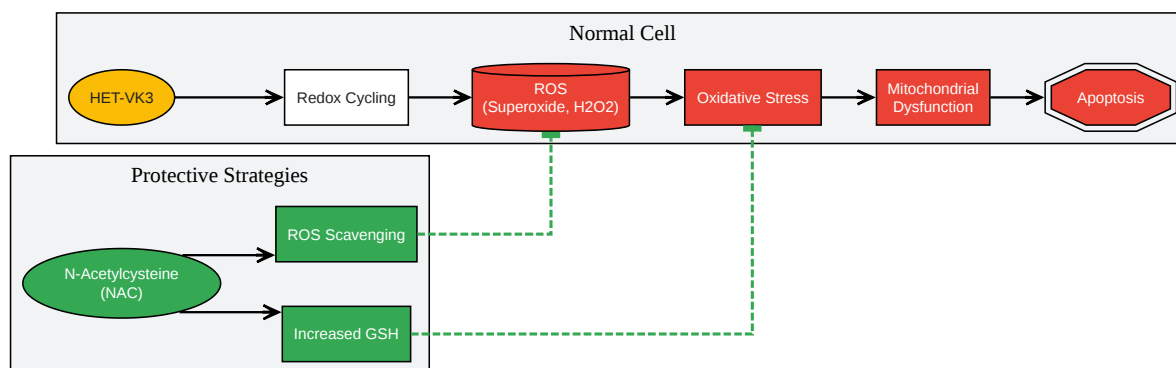 Normal Cell
HET-VK3
Redox Cycling
ROS
(Superoxide, H2O2)
Oxidative Stress
Mitochondrial
Dysfunction
Apoptosis
Protective Strategies
ROS Scavenging
N-Acetylcysteine
(NAC)
Increased GSH